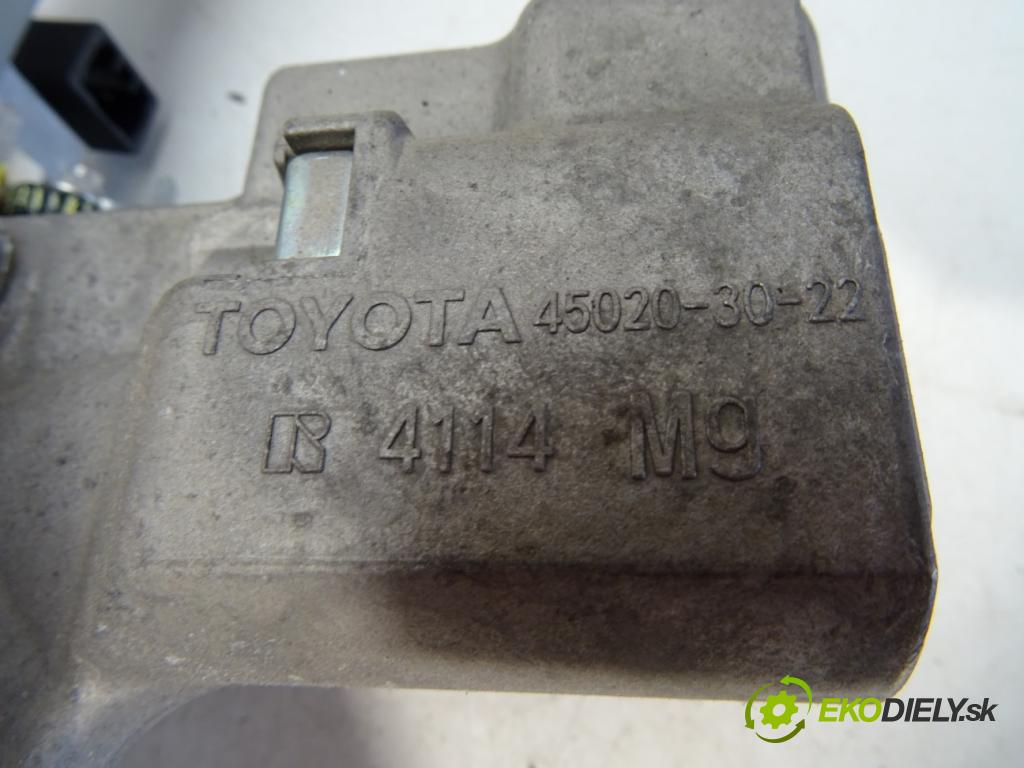 TOYOTA 45020-30-22
R 4114 M9
EKODIELY.sk